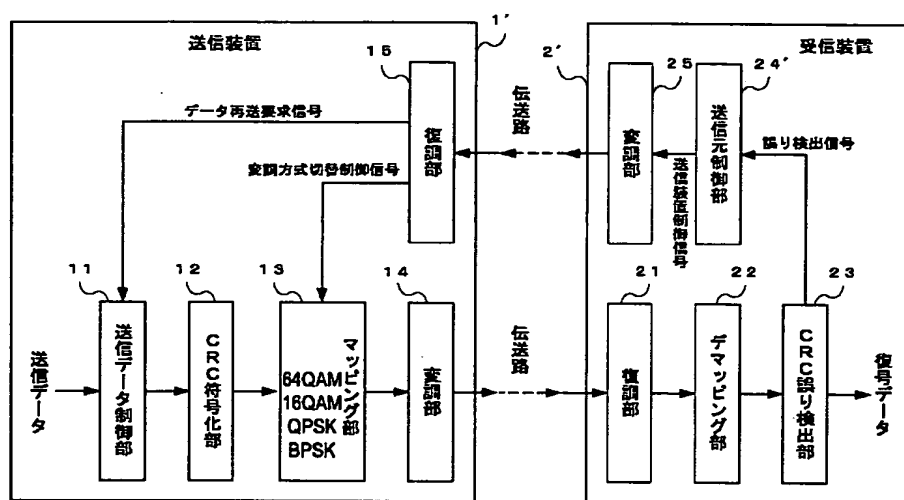 送信装置
1'
2'
受信装置
15
25
24'
データ再送要求信号
伝送路
復調部
変調部
送信元制御部
誤り検出信号
変調方式切替制御信号
送信装置制御信号
11
12
13
14
21
22
23
送信データ
送信データ制御部
CRC符号化部
マッピング部
64QAM
16QAM
QPSK
BPSK
変調部
伝送路
復調部
デマッピング部
CRC誤り検出部
復号データ